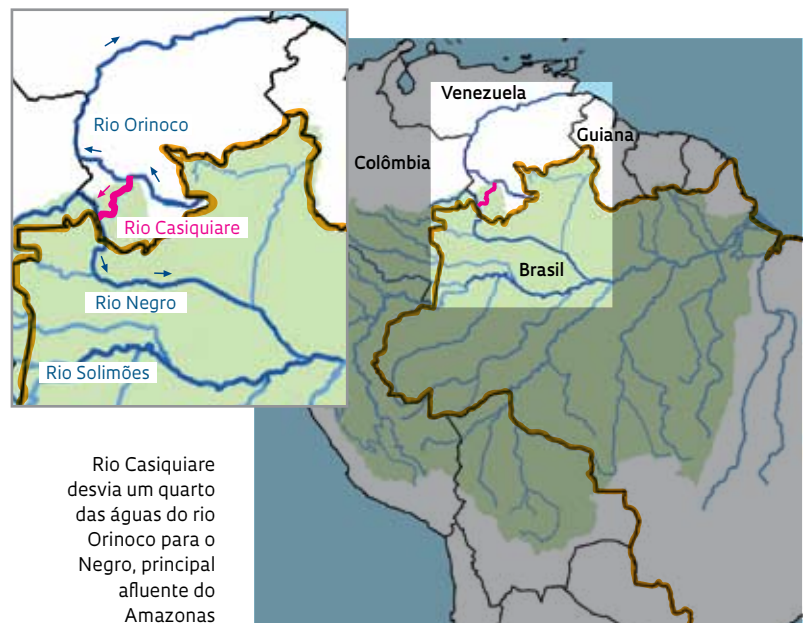 Rio Orinoco
Rio Casiquiare
Rio Negro
Rio Solimões
Venezuela
Guiana
Colômbia
Brasil
Rio Casiquiare
desvia um quarto
das águas do rio
Orinoco para o
Negro, principal
afluente do
Amazonas